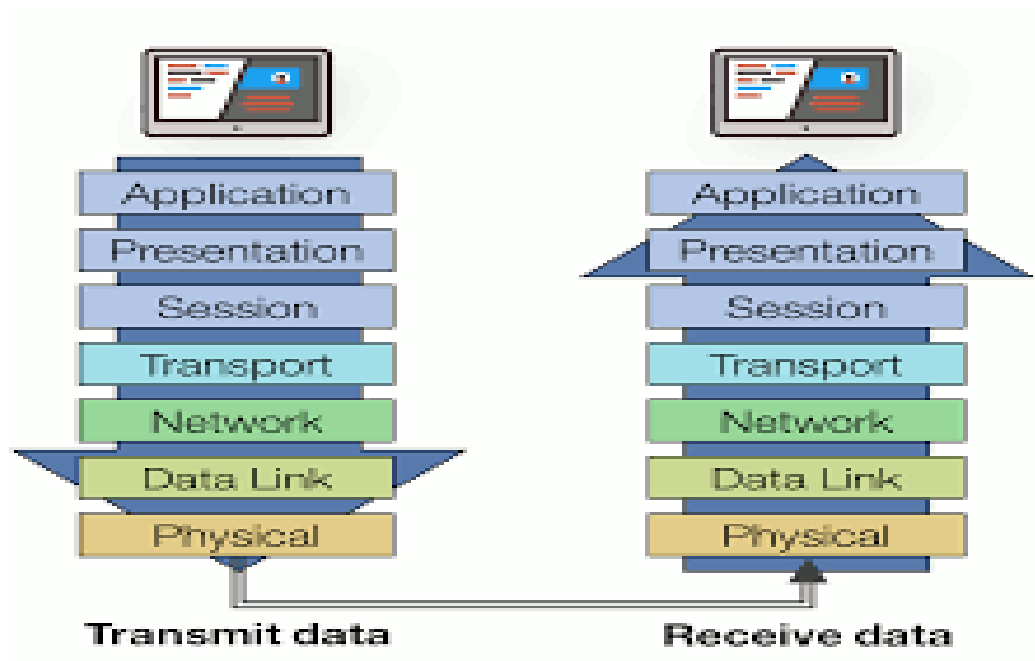 Application
Presentation
Session
Transport
Network
Data Link
Physical
Transmit data
Application
Presentation
Session
Transport
Network
Data Link
Physical
Receive data